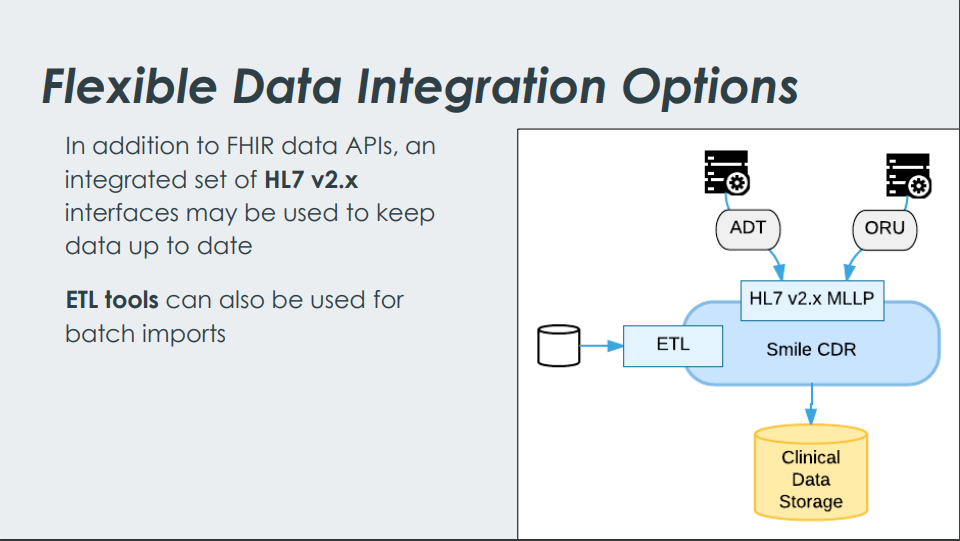 Flexible Data Integration Options
In addition to FHIR data APIs, an
integrated set of HL7 v2.x
interfaces may be used to keep
data up to date
ETL tools can also be used for
batch imports
ADT
ORU
HL7 v2.x MLLP
ETL
Smile CDR
Clinical
Data
Storage